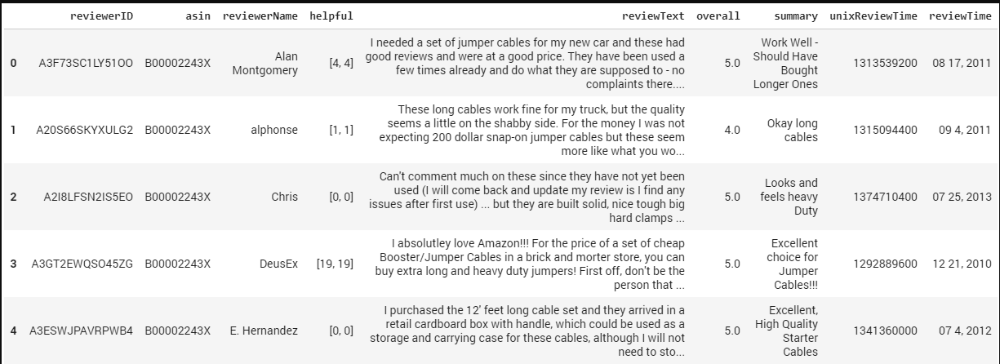 reviewerID asin reviewerName helpful reviewText overall summary unixReviewTime reviewTime
0 A3F73SC1LY51OO B00002243X Alan Montgomery [4, 4] I needed a set of jumper cables for my new car and these had
good reviews and were at a good price. They have been used a
few times already and do what they are supposed to - no
complaints there.... 5.0 Work Well -
Should Have
Bought
Longer Ones 1313539200 08 17, 2011
1 A20S66SKYXULG2 B00002243X alphonse [1, 1] These long cables work fine for my truck, but the quality
seems a little on the shabby side. For the money I was not
expecting 200 dollar snap-on jumper cables but these seem
more like what you wo... 4.0 Okay long
cables 1315094400 09 4, 2011
2 A2I8LFSN2IS5EO B00002243X Chris [0, 0] Can't comment much on these since they have not yet been
used (I will come back and update my review is I find any
issues after first use) ... but they are built solid, nice tough big
hard clamps ... 5.0 Looks and
feels heavy
Duty 1374710400 07 25, 2013
3 A3GT2EWQSO45ZG B00002243X DeusEx [19, 19] I absolutley love Amazon!!! For the price of a set of cheap
Booster/Jumper Cables in a brick and morter store, you can
buy extra long and heavy duty jumpers! First off, don't be the
person that ... 5.0 Excellent
choice for
Jumper
Cables!!! 1292889600 12 21, 2010
4 A3ESWJPAVRPWB4 B00002243X E. Hernandez [0, 0] I purchased the 12' feet long cable set and they arrived in a
retail cardboard box with handle, which could be used as a
storage and carrying case for these cables, although I will not
need to sto... 5.0 Excellent,
High Quality
Starter
Cables 1341360000 07 4, 2012